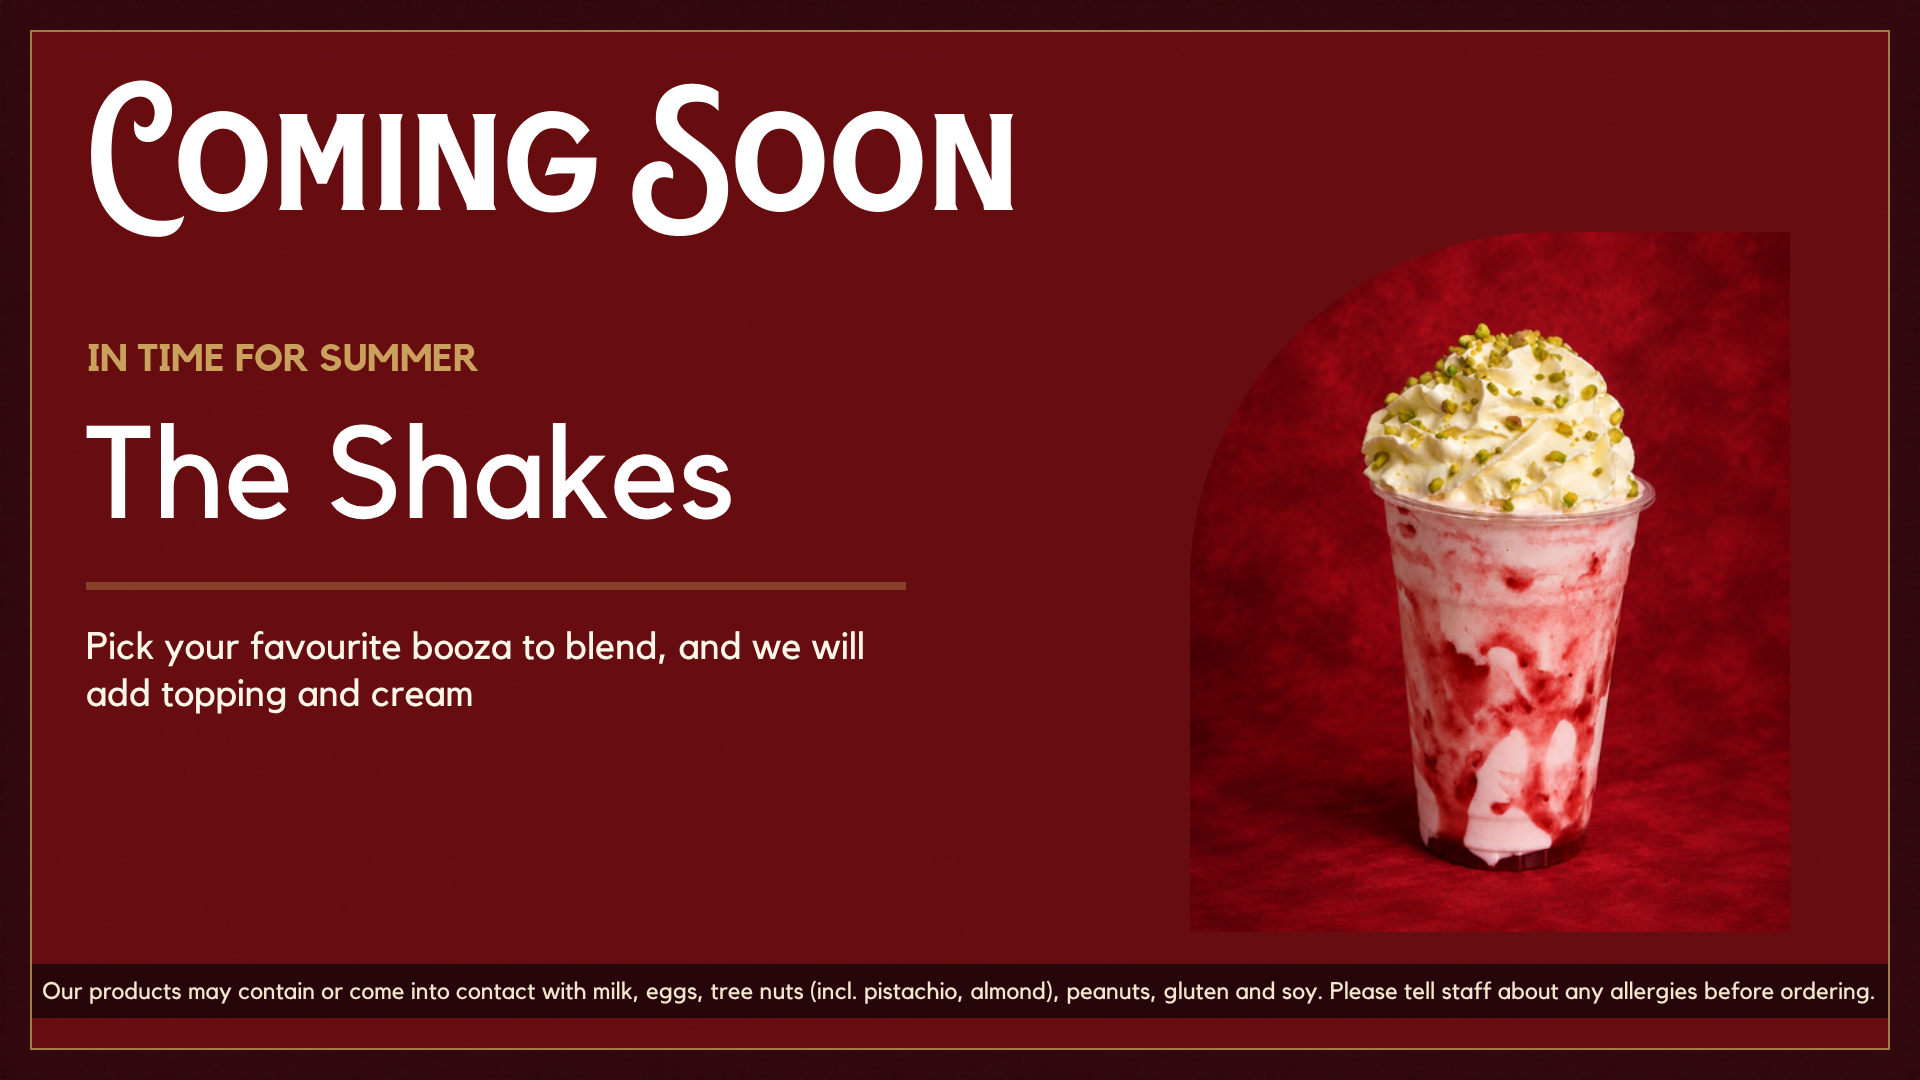 Coming Soon
IN TIME FOR SUMMER
The Shakes
Pick your favourite booza to blend, and we will
add topping and cream
Our products may contain or come into contact with milk, eggs, tree nuts (incl. pistachio, almond), peanuts, gluten and soy. Please tell staff about any allergies before ordering.